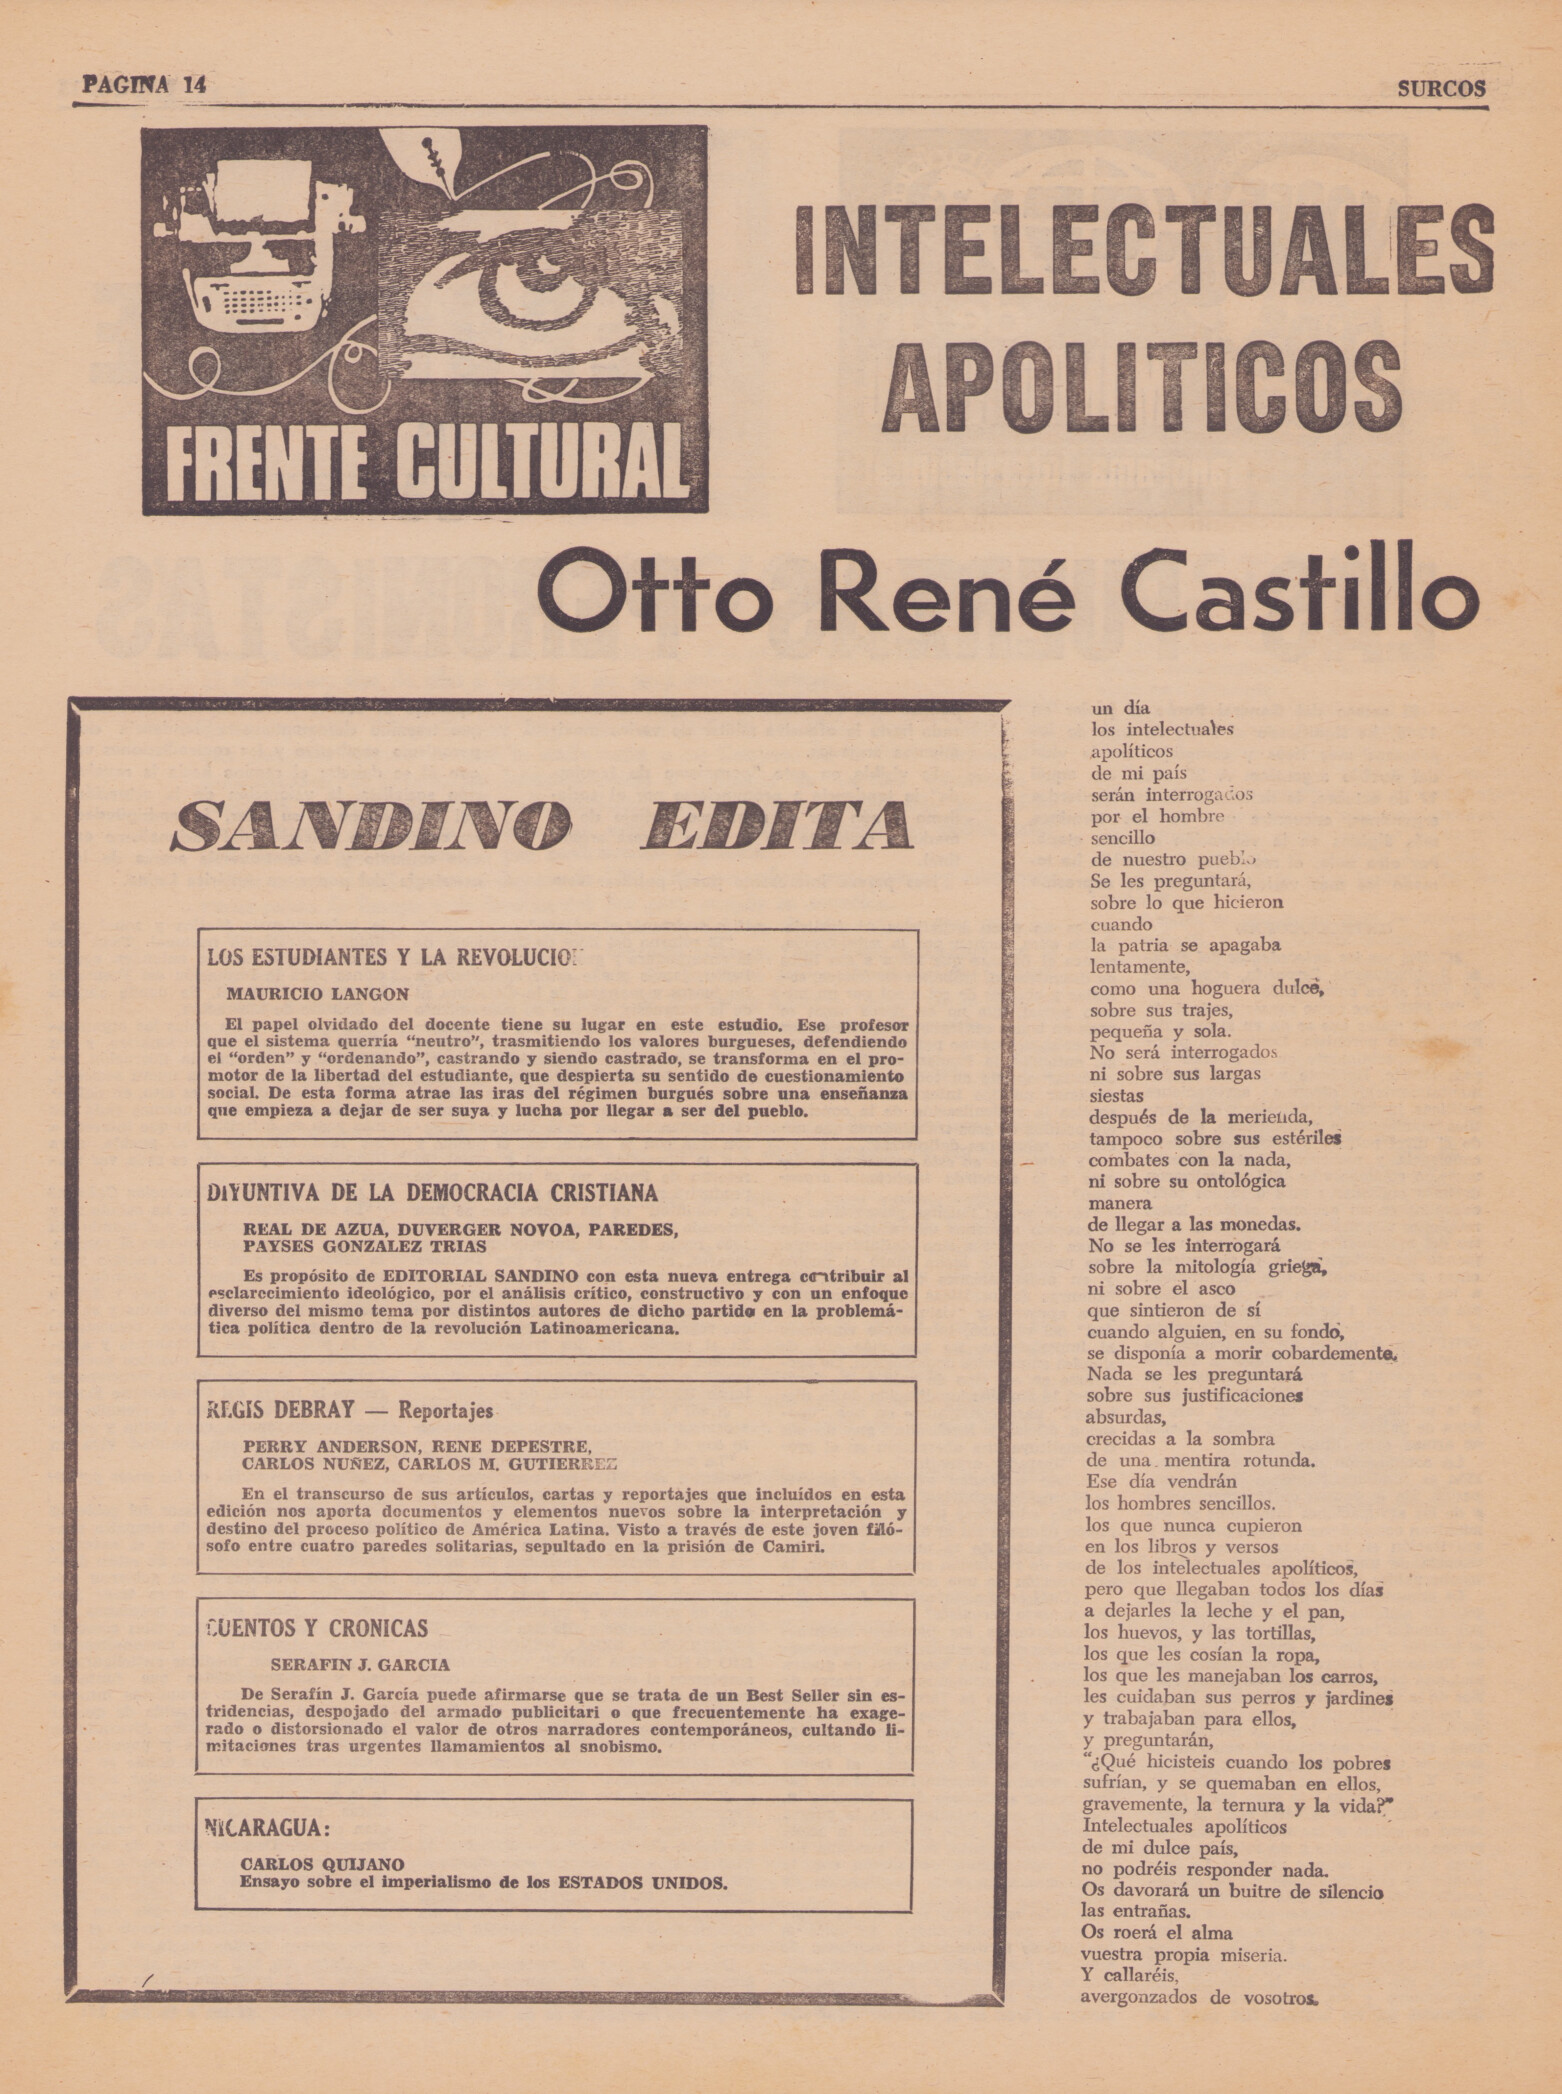 PAGINA 14
SURCOS
FRENTE CULTURAL
INTELECTUALES
APOLITICOS
Otto René Castillo
SANDINO EDITA
LOS ESTUDIANTES Y LA REVOLUCION
MAURICIO LANGON
El papel olvidado del docente tiene su lugar en este estudio. Ese profesor
que el sistema querría “neutro”, trasmitiendo los valores burgueses, defendiendo
el “orden” y “ordenando”, castrando y siendo castrado, se transforma en el pro-
motor de la libertad del estudiante, que despierta su sentido de cuestionamiento
social. De esta forma atrae las iras del régimen burgués sobre una enseñanza
que empieza a dejar de ser suya y lucha por llegar a ser del pueblo.
DIYUNTIVA DE LA DEMOCRACIA CRISTIANA
REAL DE AZUA, DUVERGER NOVOA, PAREDES,
PAYSES GONZALEZ TRIAS
Es propósito de EDITORIAL SANDINO con esta nueva entrega contribuir al
esclarecimiento ideológico, por el análisis crítico, constructivo y con un enfoque
diverso del mismo tema por distintos autores de dicho partido en la problemá-
tica política dentro de la revolución Latinoamericana.
REGIS DEBRAY — Reportajes
PERRY ANDERSON, RENE DEPESTRE,
CARLOS NUÑEZ, CARLOS M. GUTIERREZ
En el transcurso de sus artículos, cartas y reportajes que incluídos en esta
edición nos aporta documentos y elementos nuevos sobre la interpretación y
destino del proceso político de América Latina. Visto a través de este joven filó-
sofo entre cuatro paredes solitarias, sepultado en la prisión de Camiri.
CUENTOS Y CRONICAS
SERAFIN J. GARCIA
De Serafín J. García puede afirmarse que se trata de un Best Seller sin es-
tridencias, despojado del armado publicitari o que frecuentemente ha exage-
rado o distorsionado el valor de otros narradores contemporáneos, cultando li-
mitaciones tras urgentes llamamientos al snobismo.
NICARAGUA:
CARLOS QUIJANO
Ensayo sobre el imperialismo de los ESTADOS UNIDOS.
un día
los intelectuales
apolíticos
de mi país
serán interrogados
por el hombre
sencillo
de nuestro pueblo
Se les preguntará,
sobre lo que hicieron
cuando
la patria se apagaba
lentamente,
como una hoguera dulce,
sobre sus trajes,
pequeña y sola.
No será interrogados
ni sobre sus largas
siestas
después de la merienda,
tampoco sobre sus estériles
combates con la nada,
ni sobre su ontológica
manera
de llegar a las monedas.
No se les interrogará
sobre la mitología griega,
ni sobre el asco
que sintieron de sí
cuando alguien, en su fondo,
se disponía a morir cobardemente.
Nada se les preguntará
sobre sus justificaciones
absurdas,
crecidas a la sombra
de una mentira rotunda.
Ese día vendrán
los hombres sencillos.
los que nunca cupieron
en los libros y versos
de los intelectuales apolíticos,
pero que llegaban todos los días
a dejarles la leche y el pan,
los huevos, y las tortillas,
los que les cosían la ropa,
los que les manejaban los carros,
les cuidaban sus perros y jardines
y trabajaban para ellos,
y preguntarán,
“¿Qué hicisteis cuando los pobres
sufrían, y se quemaban en ellos,
gravemente, la ternura y la vida?”
Intelectuales apolíticos
de mi dulce país,
no podréis responder nada.
Os davorará un buitre de silencio
las entrañas.
Os roerá el alma
vuestra propia miseria.
Y callaréis,
avergonzados de vosotros.